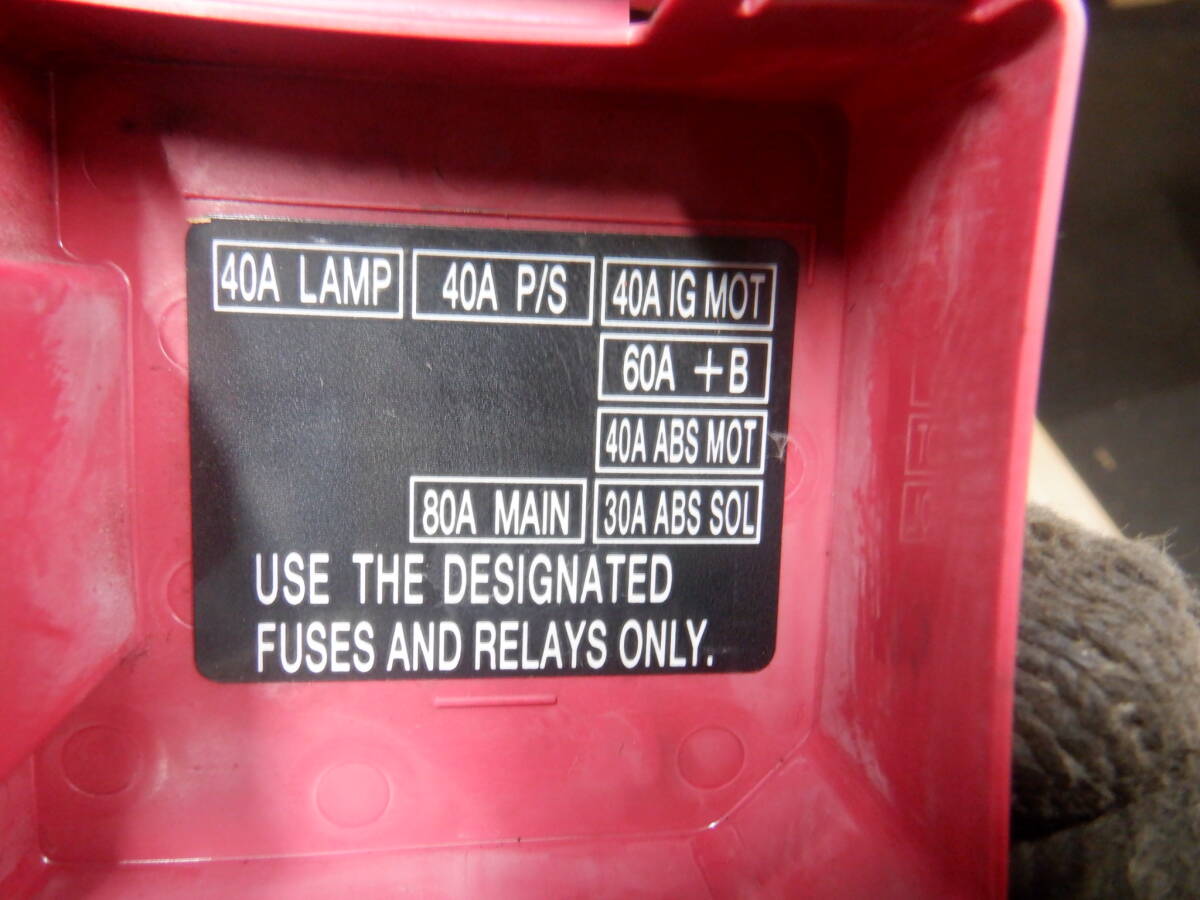 40A LAMP 40A P/S 40A IG MOT
60A +B
40A ABS MOT
80A MAIN 30A ABS SOL
USE THE DESIGNATED
FUSES AND RELAYS ONLY.